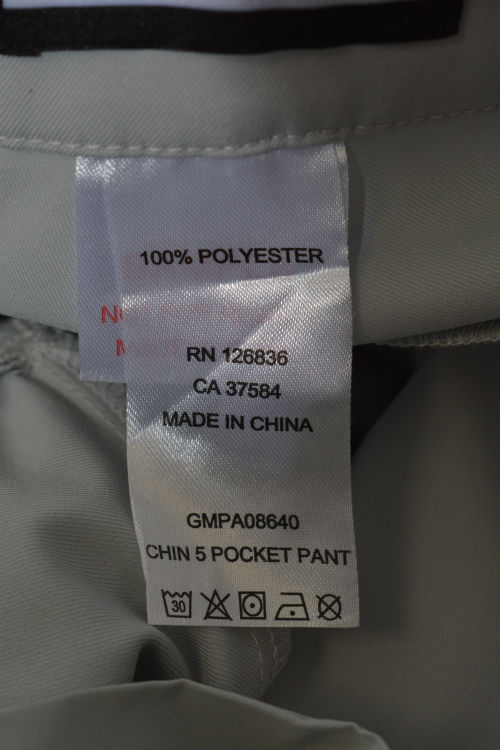 100% POLYESTER
RN 126836
CA 37584
MADE IN CHINA
GMPA08640
CHIN 5 POCKET PANT
30